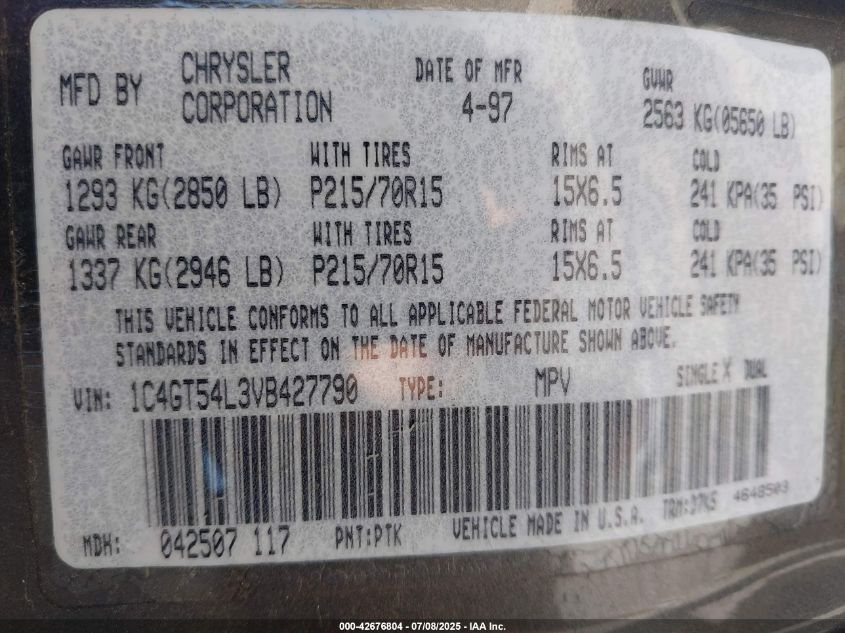 MFD BY CHRYSLER CORPORATION DATE OF MFR 4-97 GVWR 2563 KG(05650 LB)
GAWR FRONT WITH TIRES RIMS AT COLD
1293 KG(2850 LB) P215/70R15 15X6.5 241 KPA(35 PSI)
GAWR REAR WITH TIRES RIMS AT COLD
1337 KG(2946 LB) P215/70R15 15X6.5 241 KPA(35 PSI)
THIS VEHICLE CONFORMS TO ALL APPLICABLE FEDERAL MOTOR VEHICLE SAFETY
STANDARDS IN EFFECT ON THE DATE OF MANUFACTURE SHOWN ABOVE.
VIN: 1C4GT54L3VB427790 TYPE: MPV SINGLE X DUAL
MDH: 042507 117 PNT:PTK VEHICLE MADE IN U.S.A. TRM: 4648503
000-42676804 - 07/08/2025 - IAA Inc.